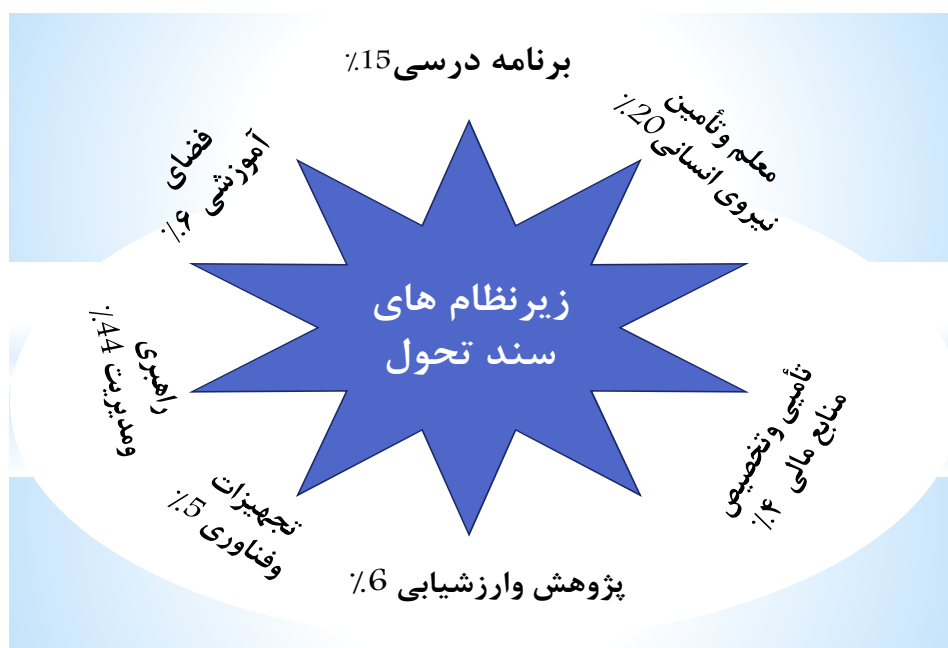 برنامه درسی15٪
معلم وتأمین
نیروی انسانی 20٪
فضای
آموزشی ۶٪
زیرنظام های
سند تحول
راهبری
ومدیریت 44٪
تأمیی وتخصیص
منابع مالی ۴٪
تجهیزات
وفناوری 5٪
پژوهش وارزشیابی 6٪